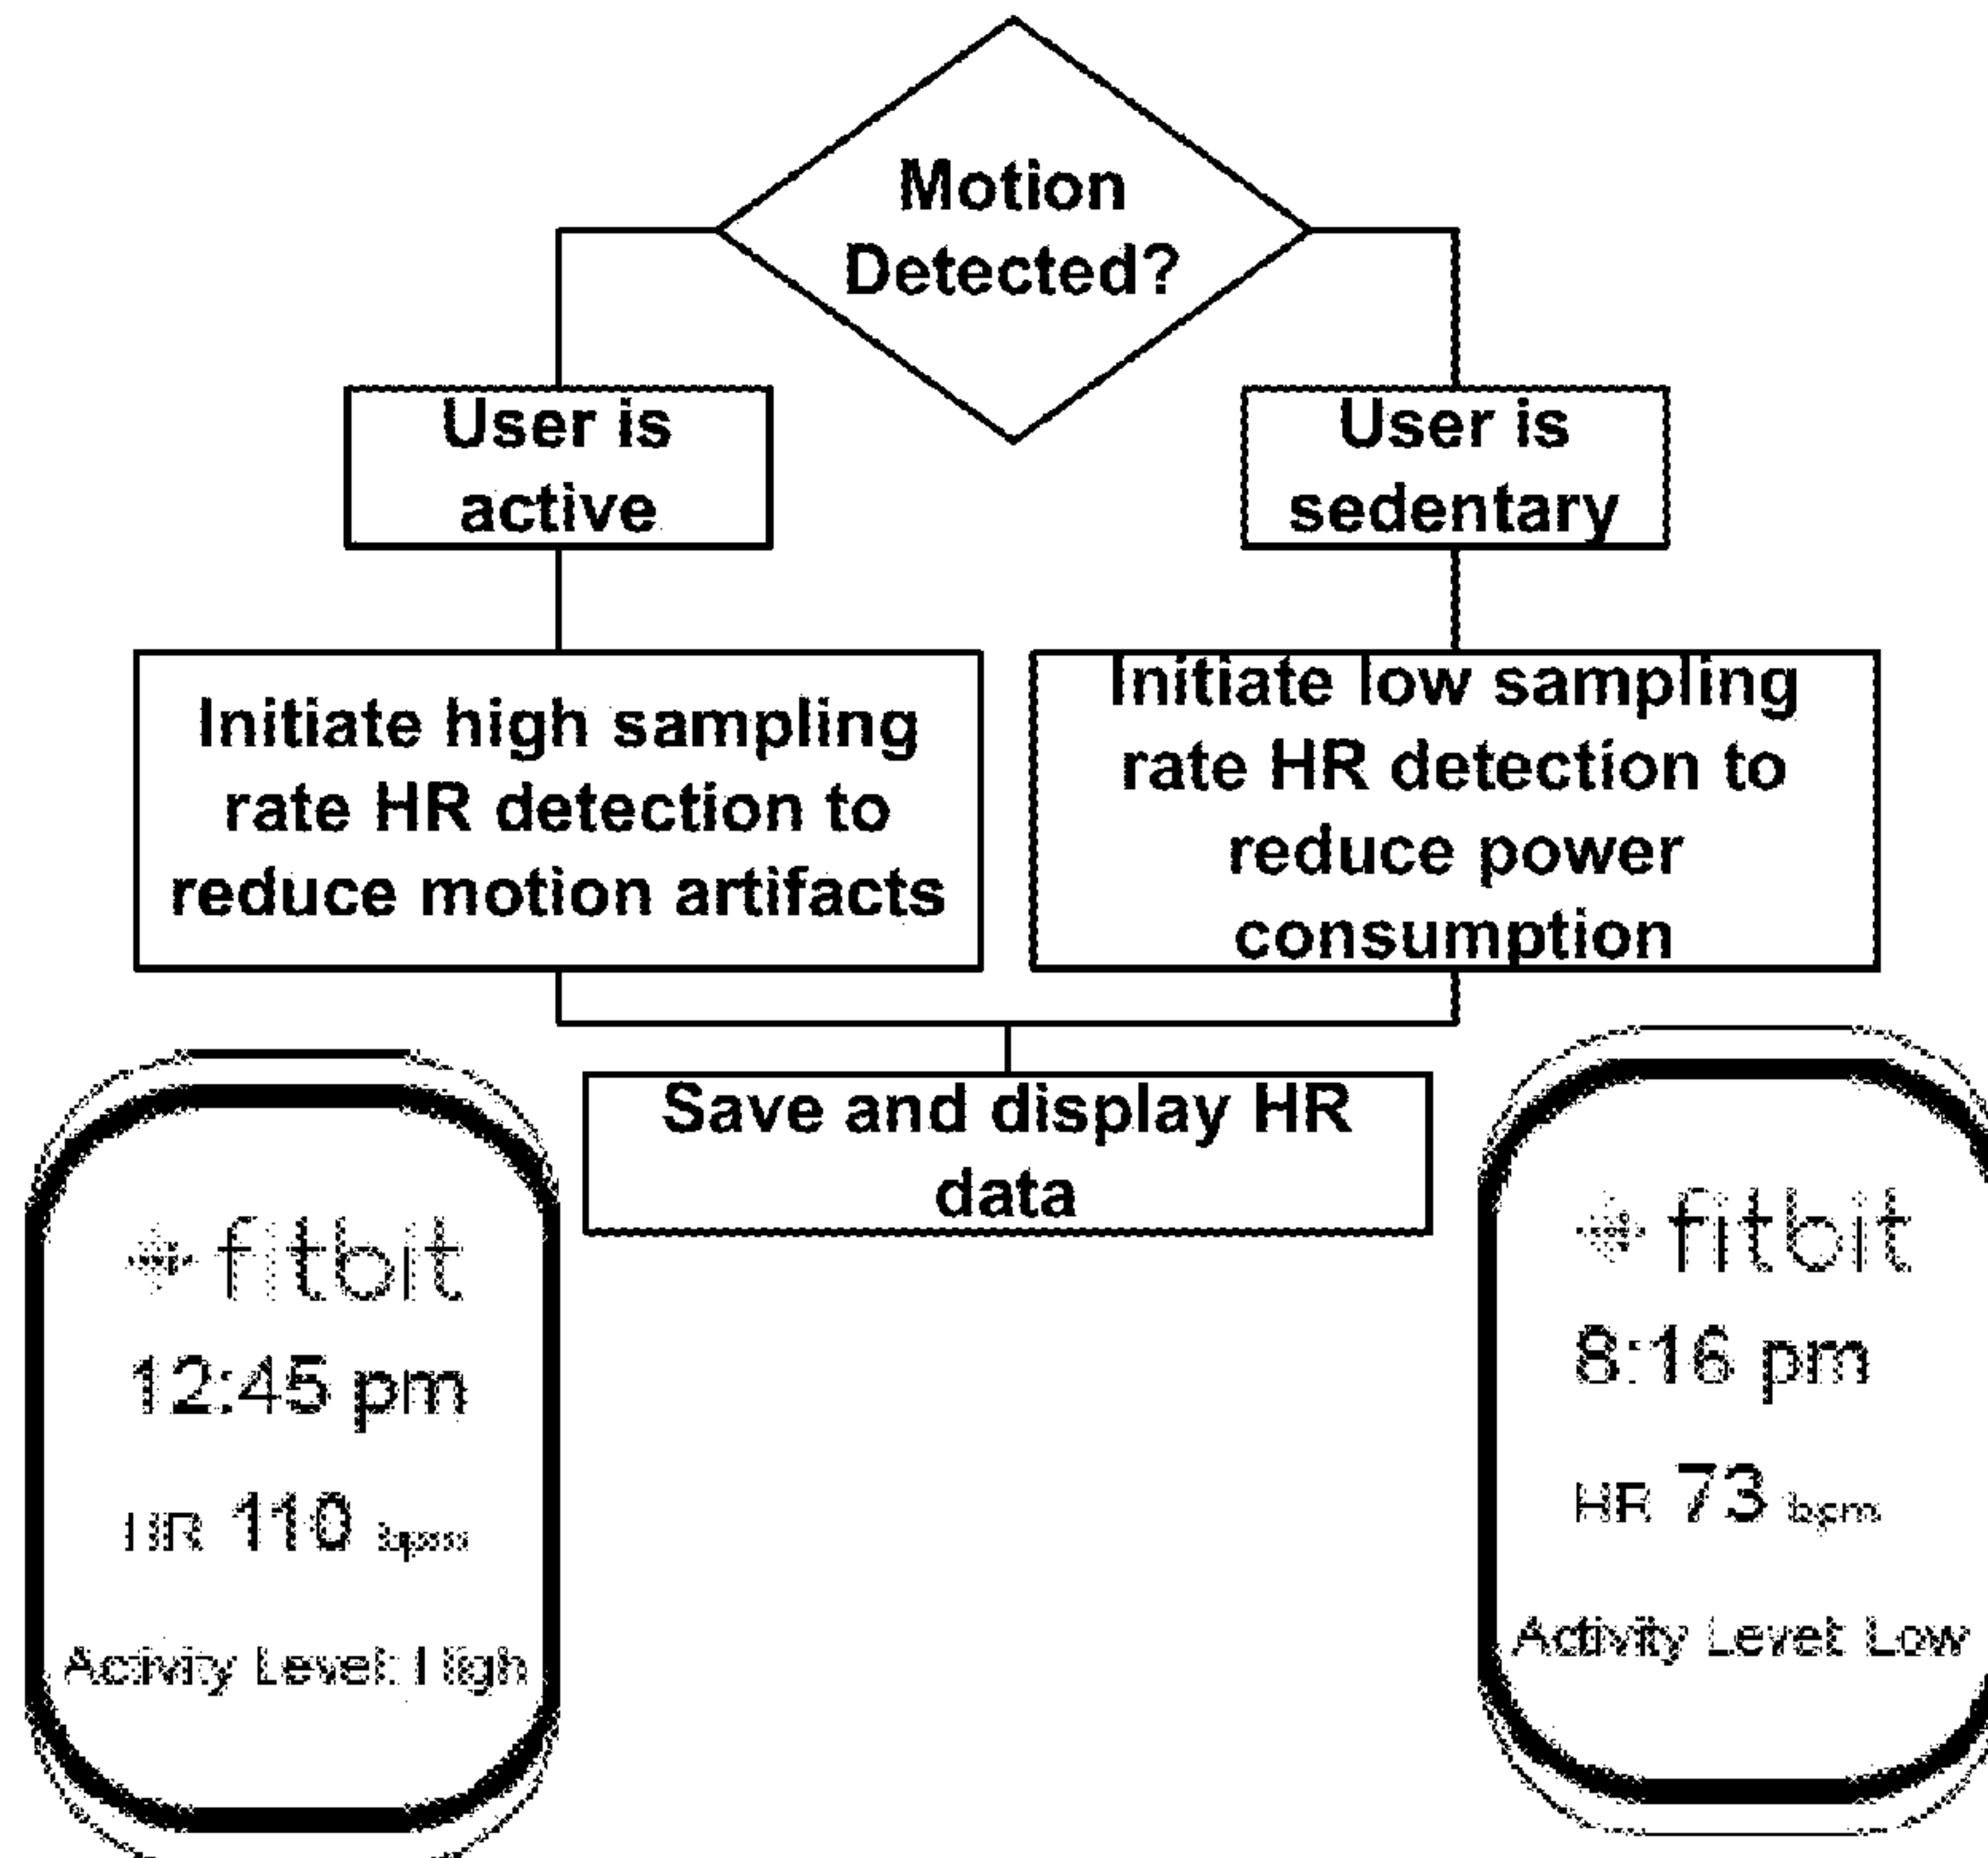 Motion
Detected?
User is
active
User is
sedentary
Initiate high sampling
rate HR detection to
reduce motion artifacts
Initiate low sampling
rate HR detection to
reduce power
consumption
Save and display HR
data
fitbit
12:45 pm
HR 110 bpm
Activity Level: High
fitbit
8:16 pm
HR 73 bpm
Activity Level: Low